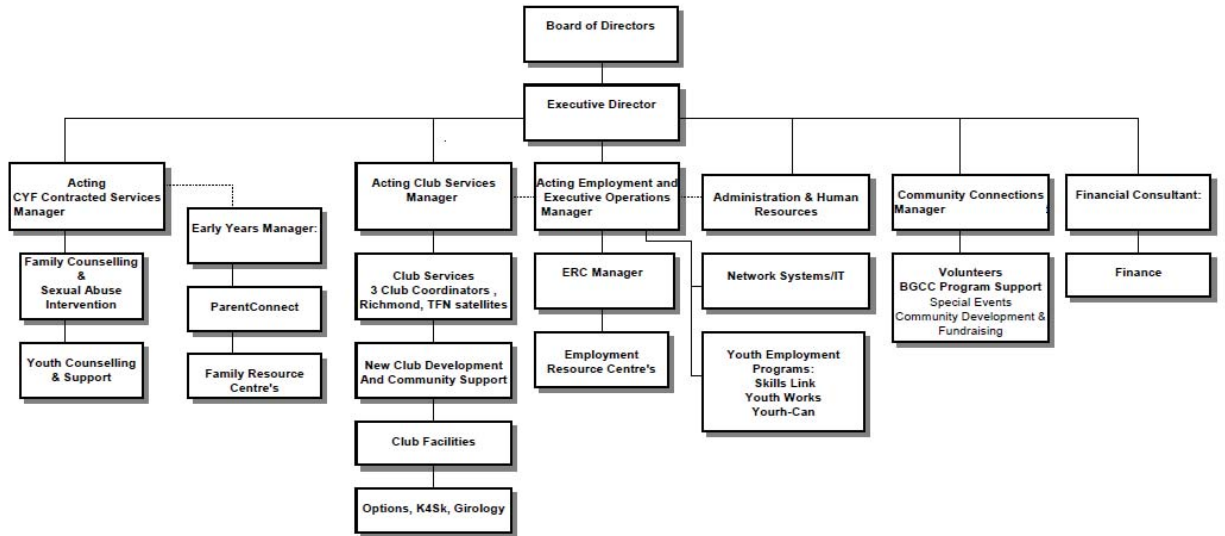 Board of Directors
Executive Director
Acting
CYF Contracted Services
Manager
Early Years Manager:
Family Counselling
&
Sexual Abuse
Intervention
ParentConnect
Youth Counselling
& Support
Family Resource
Centre's
Acting Club Services
Manager
Club Services
3 Club Coordinators ,
Richmond, TFN satellites
New Club Development
And Community Support
Club Facilities
Options, K4Sk, Girology
Acting Employment and
Executive Operations
Manager
ERC Manager
Employment
Resource Centre's
Administration & Human
Resources
Network Systems/IT
Youth Employment
Programs:
Skills Link
Youth Works
Yourh-Can
Community Connections
Manager :
Volunteers
BGCC Program Support
Special Events
Community Development &
Fundraising
Financial Consultant:
Finance